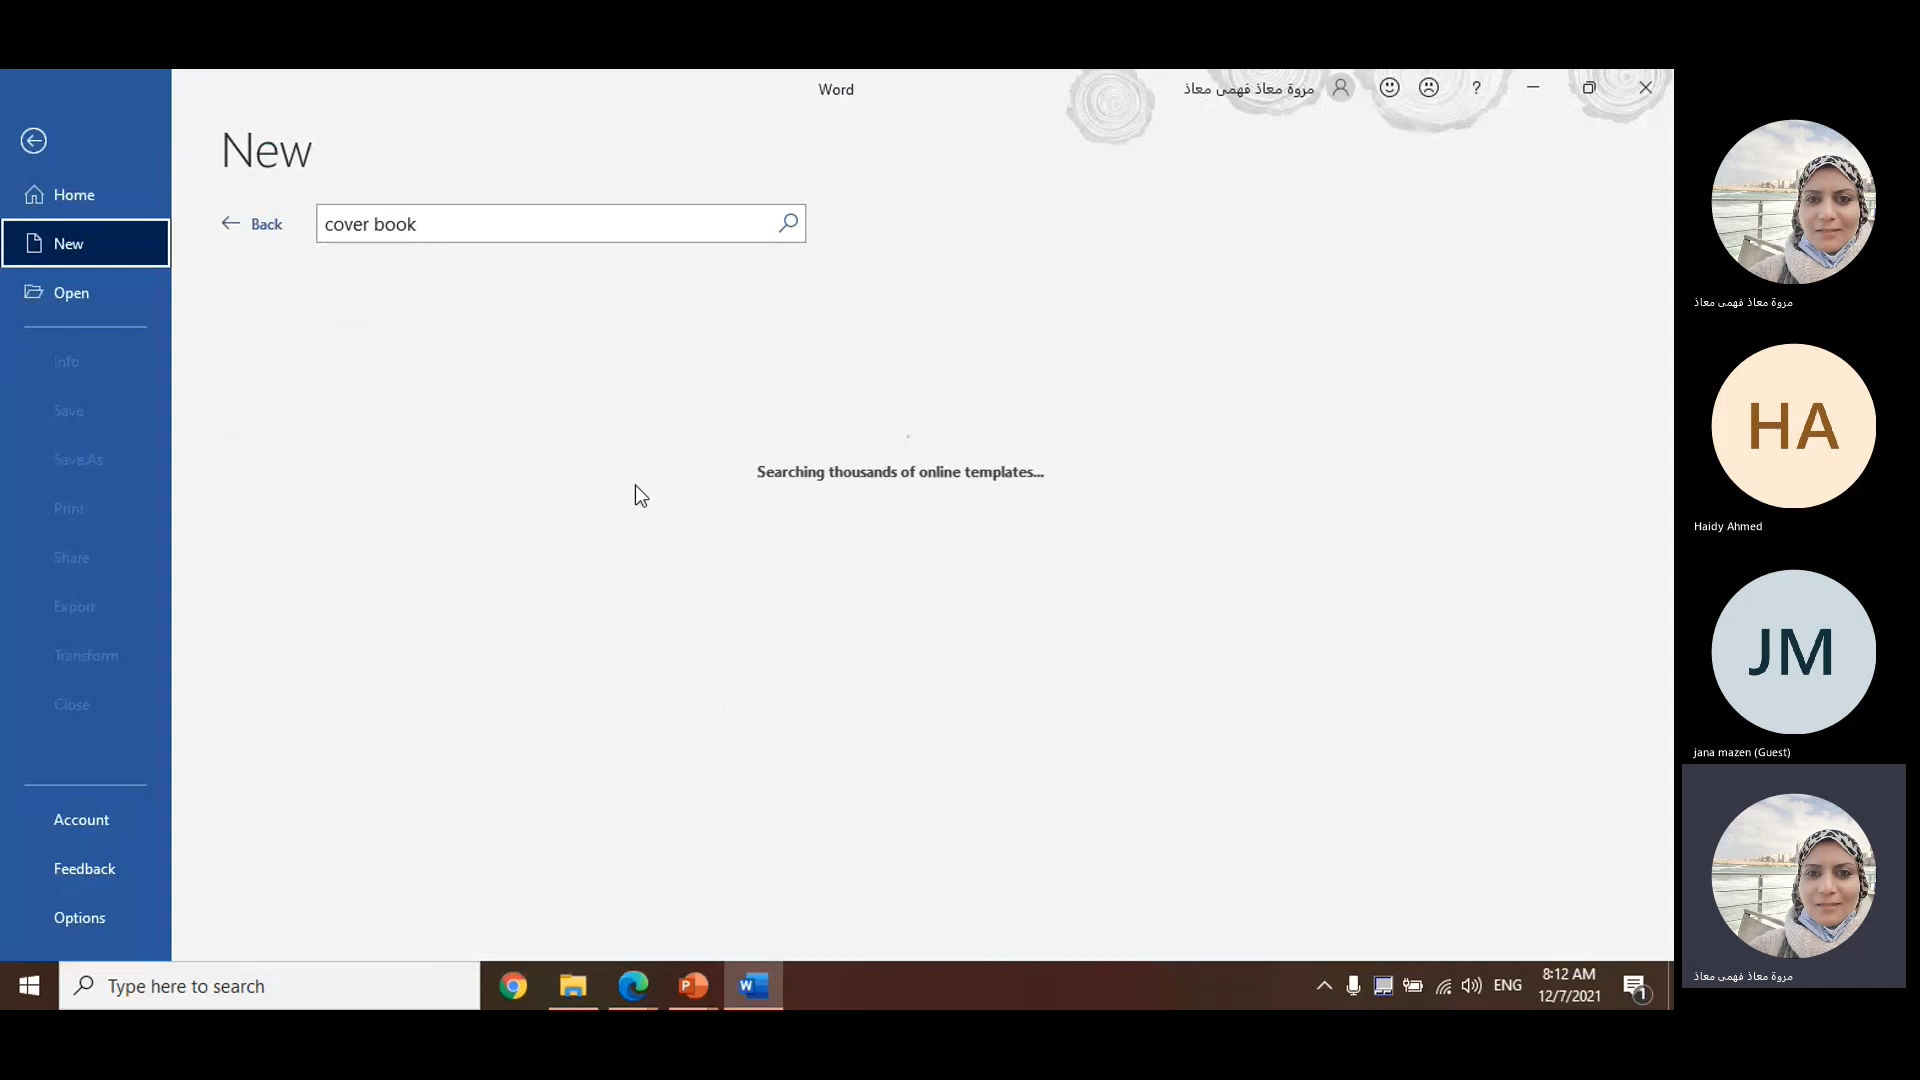 Word
مروة معاذ فهمى معاذ
?
New
Home
Back
cover book
New
Open
Info
Save
Save As
Print
Share
Export
Transform
Close
Searching thousands of online templates...
Account
Feedback
Options
Type here to search
P
W
ENG
8:12 AM
12/7/2021
1
مروة معاذ فهمى معاذ
HA
Haidy Ahmed
JM
jana mazen (Guest)
مروة معاذ فهمى معاذ